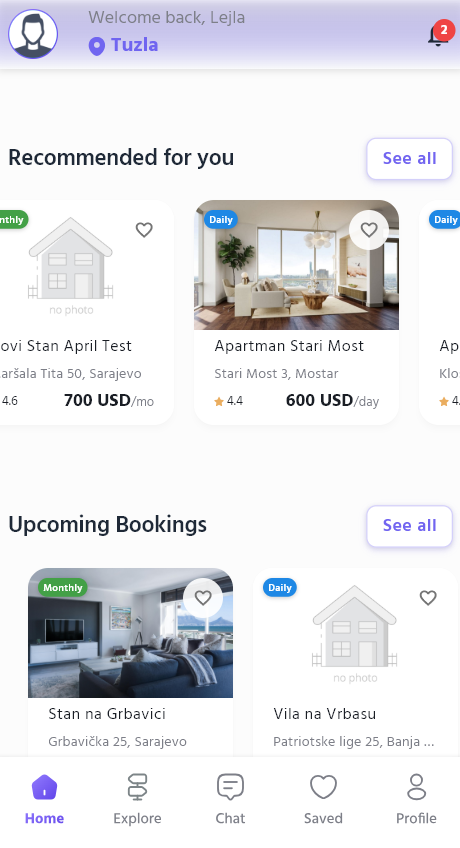 Welcome back, Lejla
Tuzla
2
Recommended for you
See all
nthly
no photo
ovi Stan April Test
aršala Tita 50, Sarajevo
4.6
700 USD/mo
Daily
Apartman Stari Most
Stari Most 3, Mostar
4.4
600 USD/day
Daily
Ap
Klos
4.
Upcoming Bookings
See all
Monthly
Stan na Grbavici
Grbavička 25, Sarajevo
Daily
no photo
Vila na Vrbasu
Patriotske lige 25, Banja ...
Home
Explore
Chat
Saved
Profile